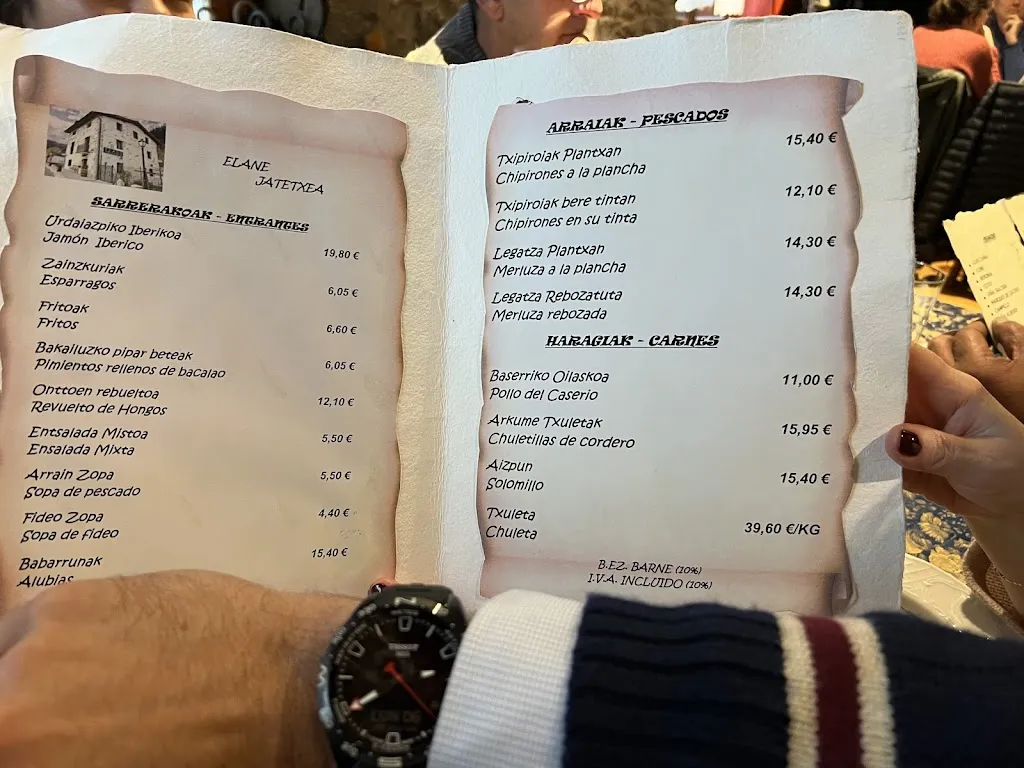 ELANE
JATETXEA
SARRERAKOAK - ENTRANTES
Urdaiazpiko Iberikoa
Jamón Iberico
19,80 €
Zainzkuriak
Esparragos
6,05 €
Fritoak
Fritos
6,60 €
Bakailuzko pipar beteak
Pimientos rellenos de bacalao
6,05 €
Onttoen rebueltoa
Revuelto de Hongos
12,10 €
Entsalada Mistoa
Ensalada Mixta
5,50 €
Arrain Zopa
Sopa de pescado
5,50 €
Fideo Zopa
Sopa de fideo
4,40 €
Babarrunak
Alubias
15,40 €
ARRAIAK - PESCADOS
Txipiroiak Plantxan
Chipirones a la plancha
15,40 €
Txipiroiak bere tintan
Chipirones en su tinta
12,10 €
Legatza Plantxan
Merluza a la plancha
14,30 €
Legatza Rebozatuta
Merluza rebozada
14,30 €
HARAGIAK - CARNES
Baserriko Oilaskoa
Pollo del Caserio
11,00 €
Arkume Txuletak
Chuletillas de cordero
15,95 €
Aizpun
Solomillo
15,40 €
Txuleta
Chuleta
39,60 €/KG
B.EZ. BARNE (10%)
I.V.A. INCLUIDO (10%)
TISSOT